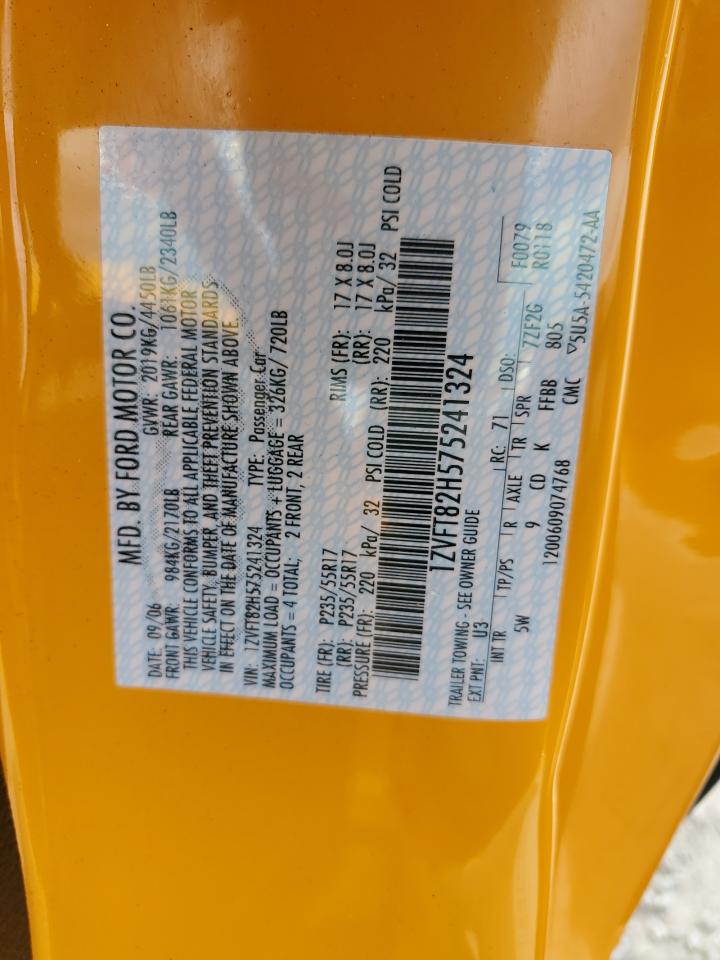 MFD. BY FORD MOTOR CO.
DATE: 09/06 GVWR: 2019KG/4450LB
FRONT GAWR: 984KG/2170LB REAR GAWR: 1061KG/2340LB
THIS VEHICLE CONFORMS TO ALL APPLICABLE FEDERAL MOTOR
VEHICLE SAFETY, BUMPER, AND THEFT PREVENTION STANDARDS
IN EFFECT ON THE DATE OF MANUFACTURE SHOWN ABOVE.
VIN: 1ZVFT82H575241324 TYPE: Passenger Car
MAXIMUM LOAD = OCCUPANTS + LUGGAGE = 326KG/ 720LB
OCCUPANTS = 4 TOTAL; 2 FRONT, 2 REAR
TIRE (FR): P235/55R17 RIMS (FR): 17 X 8.0J
(RR): P235/55R17 (RR): 17 X 8.0J
PRESSURE (FR): 220 kPa/ 32 PSI COLD (RR): 220 kPa/ 32 PSI COLD
1ZVFT82H575241324
TRAILER TOWING - SEE OWNER GUIDE
EXT PNT: U3 RC: 71 DSO: F0079
INT TR TP/PS R AXLE TR SPR 7ZF2G R0118
5W 9 CD K FFBB 805
1200609074768 CMC ▽5U5A-5420472-AA